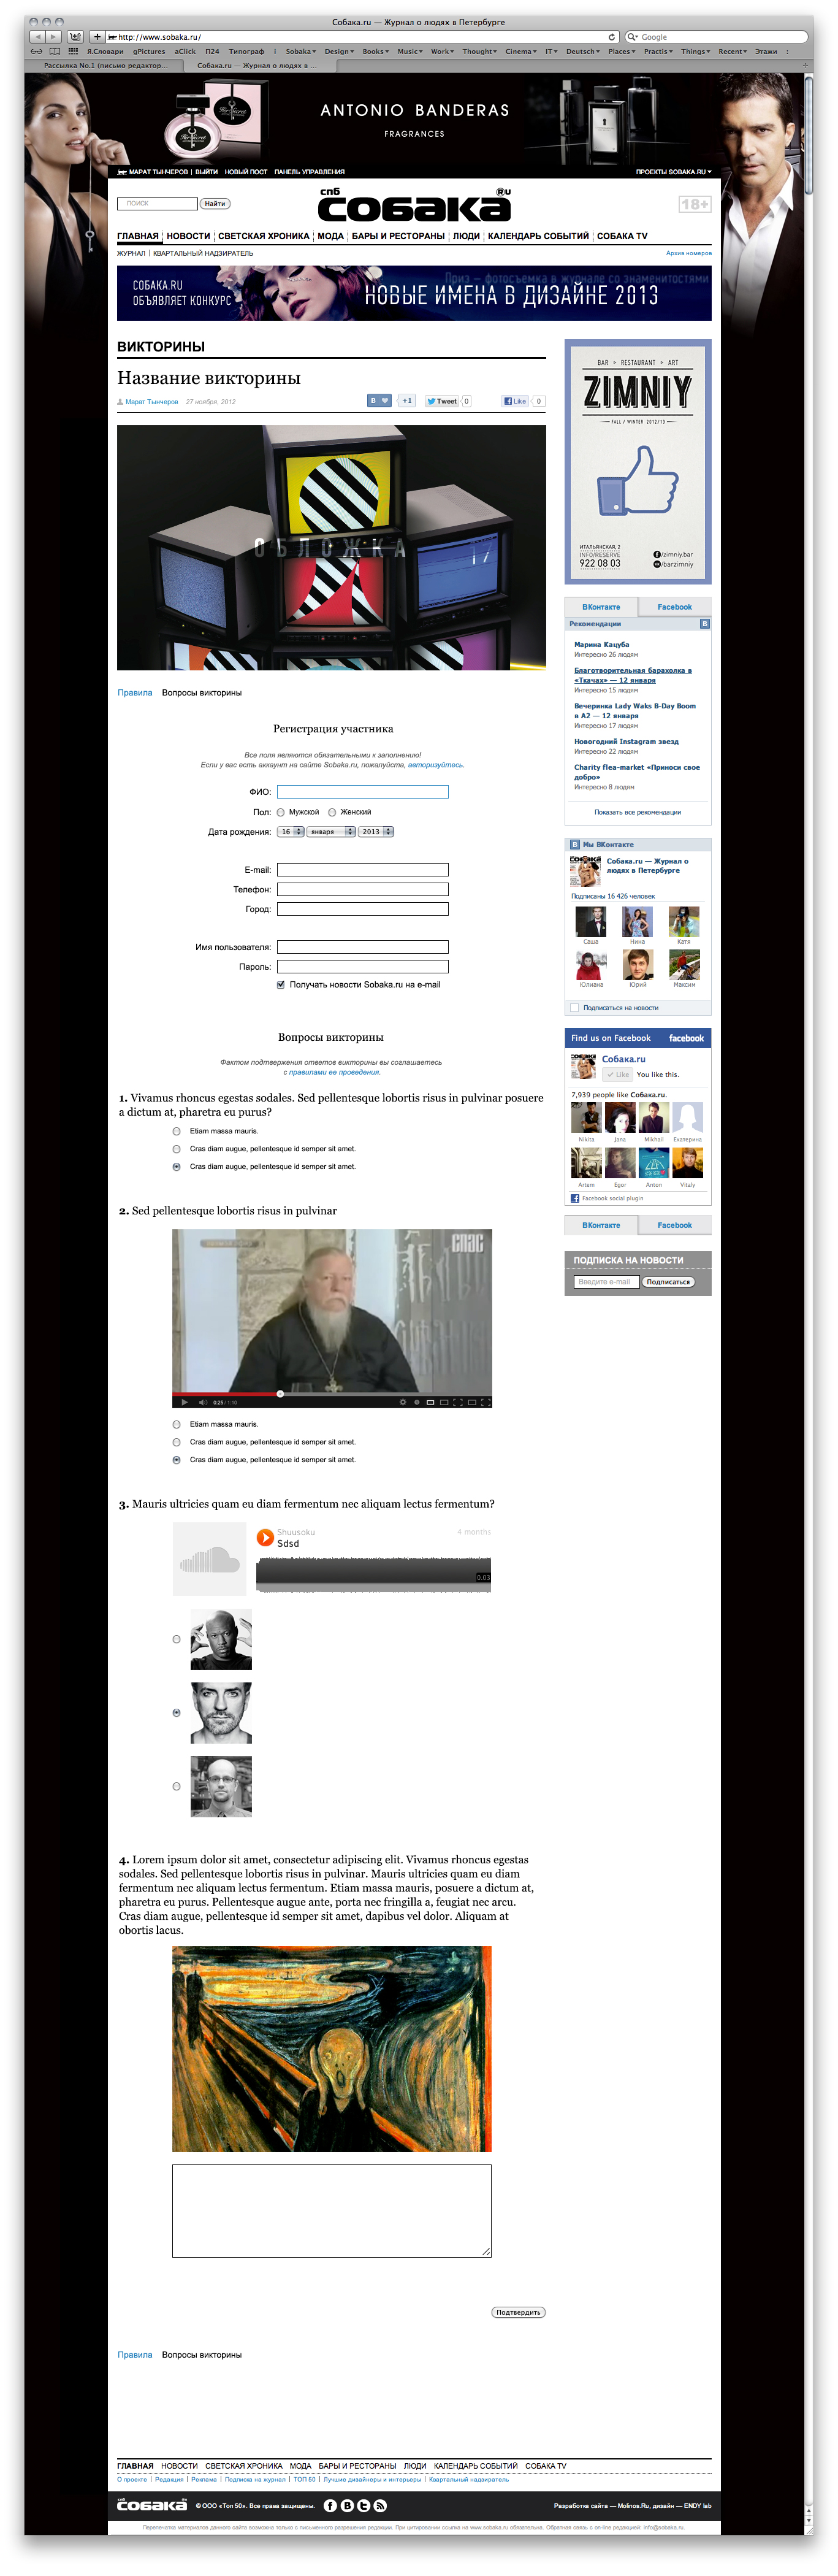 Собака.ru — Журнал о людях в Петербурге
http://www.sobaka.ru/
Google
Я.Словари gPictures aClick П24 Типограф i Sobaka Design Books Music Work Thought Cinema IT Deutsch Places Practis Things Recent Этажи
Рассылка No.1 (письмо редактор...
Собака.ru — Журнал о людях в ...
ANTONIO BANDERAS
FRAGRANCES
МАРАТ ТЫНЧЕРОВ | ВЫЙТИ НОВЫЙ ПОСТ ПАНЕЛЬ УПРАВЛЕНИЯ
ПРОЕКТЫ SOBAKA.RU
ПОИСК
Найти
спб
собака
®u
18+
ГЛАВНАЯ | НОВОСТИ | СВЕТСКАЯ ХРОНИКА | МОДА | БАРЫ И РЕСТОРАНЫ | ЛЮДИ | КАЛЕНДАРЬ СОБЫТИЙ | СОБАКА TV
ЖУРНАЛ | КВАРТАЛЬНЫЙ НАДЗИРАТЕЛЬ
Архив номеров
СОБАКА.RU
ОБЪЯВЛЯЕТ КОНКУРС
Приз – фотосъемка в журнале со знаменитостями
НОВЫЕ ИМЕНА В ДИЗАЙНЕ 2013
ВИКТОРИНЫ
Название викторины
Марат Тынчеров 27 ноября, 2012
В +1
Tweet 0
Like 0
ОБЛОЖКА
Правила Вопросы викторины
Регистрация участника
Все поля являются обязательными к заполнению!
Если у вас есть аккаунт на сайте Sobaka.ru, пожалуйста, авторизуйтесь.
ФИО:
Пол: Мужской Женский
Дата рождения: 16 января 2013
E-mail:
Телефон:
Город:
Имя пользователя:
Пароль:
Получать новости Sobaka.ru на e-mail
Вопросы викторины
Фактом подтвержения ответов викторины вы соглашаетесь
с правилами ее проведения.
1. Vivamus rhoncus egestas sodales. Sed pellentesque lobortis risus in pulvinar posuere
a dictum at, pharetra eu purus?
Etiam massa mauris.
Cras diam augue, pellentesque id semper sit amet.
Cras diam augue, pellentesque id semper sit amet.
2. Sed pellentesque lobortis risus in pulvinar
СПАС
0:25 / 1:10
Etiam massa mauris.
Cras diam augue, pellentesque id semper sit amet.
Cras diam augue, pellentesque id semper sit amet.
3. Mauris ultricies quam eu diam fermentum nec aliquam lectus fermentum?
Shuusoku
4 months
Sdsd
0.03
4. Lorem ipsum dolor sit amet, consectetur adipiscing elit. Vivamus rhoncus egestas
sodales. Sed pellentesque lobortis risus in pulvinar. Mauris ultricies quam eu diam
fermentum nec aliquam lectus fermentum. Etiam massa mauris, posuere a dictum at,
pharetra eu purus. Pellentesque augue ante, porta nec fringilla a, feugiat nec arcu.
Cras diam augue, pellentesque id semper sit amet, dapibus vel dolor. Aliquam at
obortis lacus.
Подтвердить
Правила Вопросы викторины
BAR • RESTAURANT • ART
ZIMNIY
FALL / WINTER 2012/13
ИТАЛЬЯНСКАЯ, 2
INFO/RESERVE
922 08 03
/zimniy.bar
/barzimniy
ВКонтакте Facebook
Рекомендации
В
Марина Кацуба
Интересно 26 людям
Благотворительная барахолка в
«Ткачах» — 12 января
Интересно 15 людям
Вечеринка Lady Waks B-Day Boom
в А2 — 12 января
Интересно 17 людям
Новогодний Instagram звезд
Интересно 22 людям
Charity flea-market «Приноси свое
добро»
Интересно 8 людям
Показать все рекомендации
В Мы ВКонтакте
Собака.ru — Журнал о
людях в Петербурге
Подписаны 16 426 человек
Саша Нина Катя
Юлиана Юрий Максим
Подписаться на новости
Find us on Facebook facebook
Собака.ru
Like You like this.
7,939 people like Собака.ru.
Nikita Jana Mikhail Екатерина
Artem Egor Anton Vitaly
Facebook social plugin
ВКонтакте Facebook
ПОДПИСКА НА НОВОСТИ
Введите e-mail Подписаться
ГЛАВНАЯ НОВОСТИ СВЕТСКАЯ ХРОНИКА МОДА БАРЫ И РЕСТОРАНЫ ЛЮДИ КАЛЕНДАРЬ СОБЫТИЙ СОБАКА TV
О проекте | Редакция | Реклама | Подписка на журнал | ТОП 50 | Лучшие дизайнеры и интерьеры | Квартальный надзиратель
собака
© ООО «Топ 50». Все права защищены.
Разработка сайта — Molinos.Ru, дизайн — ENDY lab
Перепечатка материалов данного сайта возможна только с письменного разрешения редакции. При цитировании ссылка на www.sobaka.ru обязательна. Обратная связь с on-line редакцией: info@sobaka.ru.